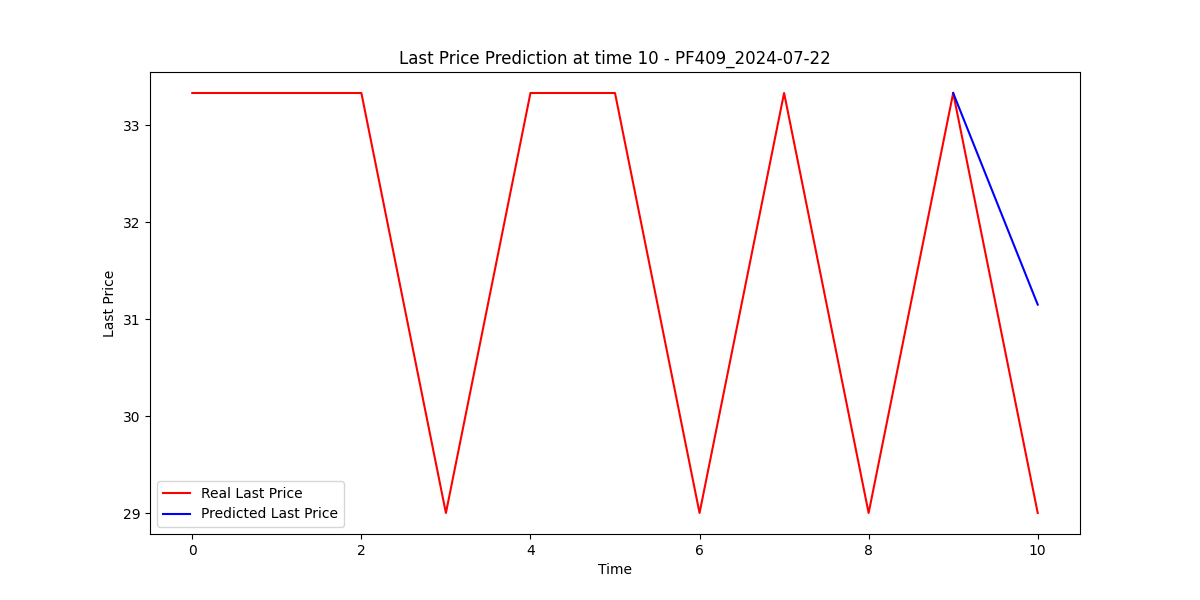 Last Price Prediction at time 10 - PF409_2024-07-22
Last Price
33
32
31
30
29
Real Last Price
Predicted Last Price
0 2 4 6 8 10
Time